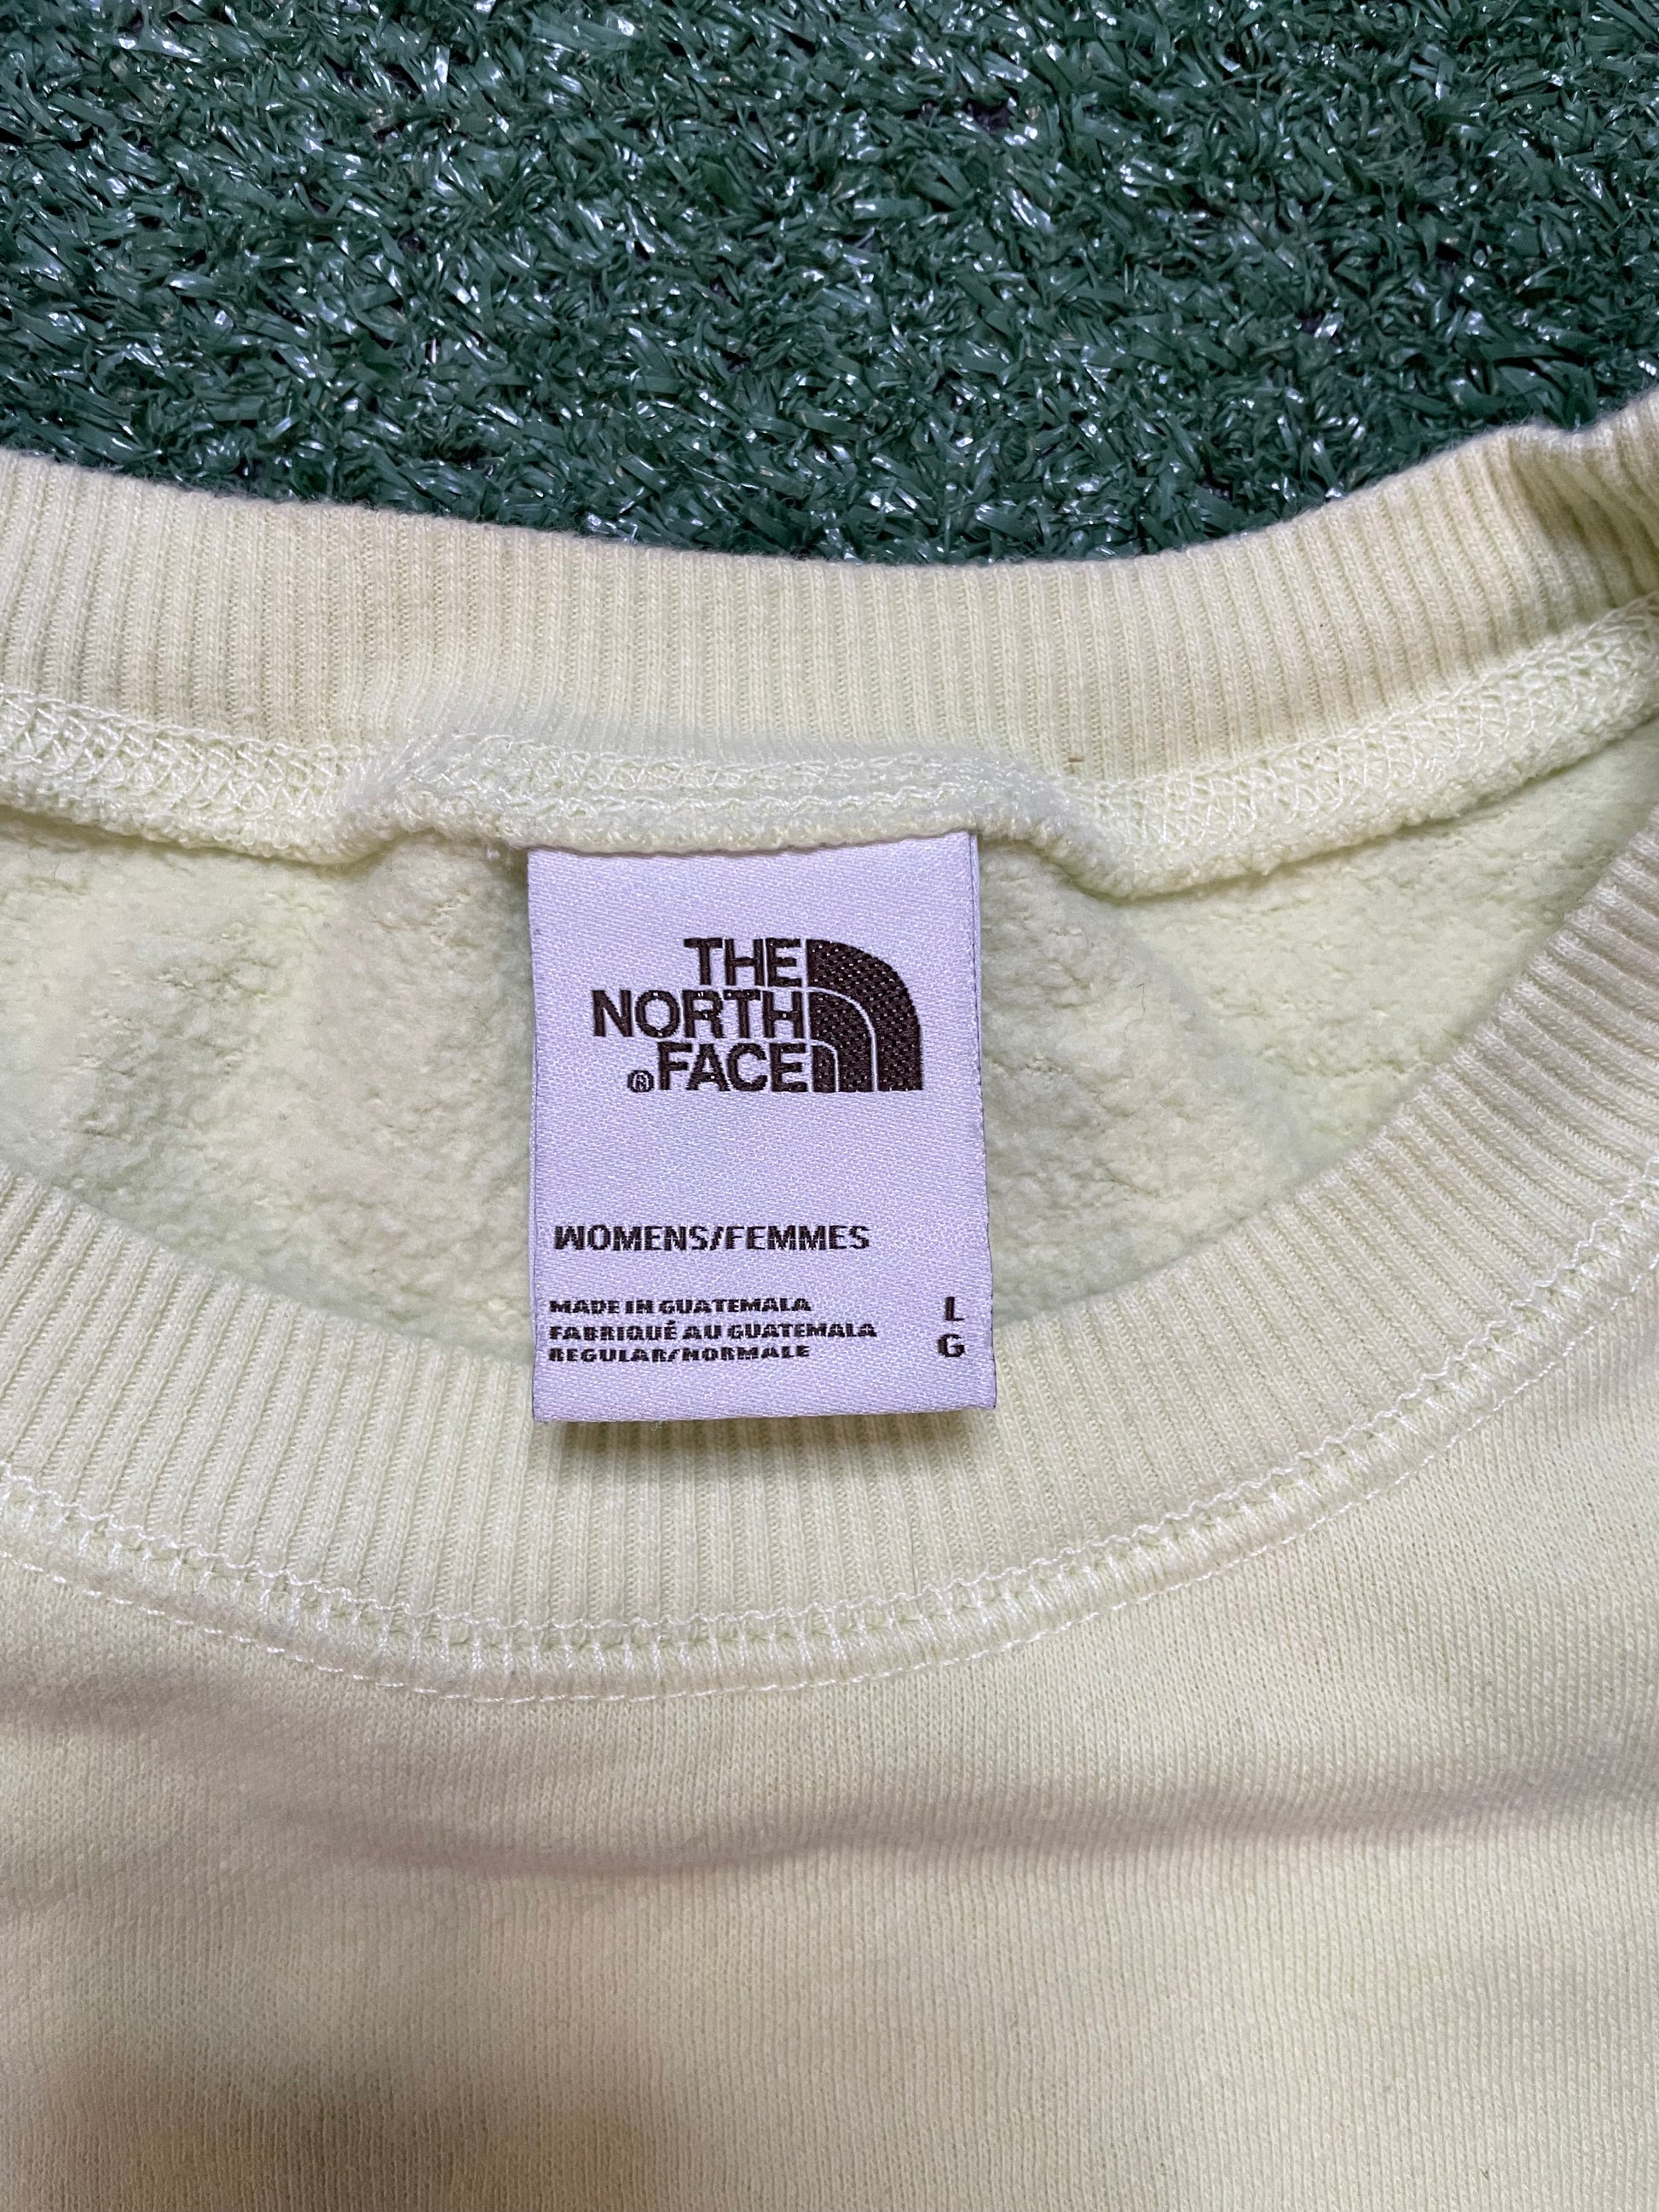 THE
NORTH
®FACE
WOMENS/FEMMES
MADE IN GUATEMALA
FABRIQUÉ AU GUATEMALA
REGULAR/NORMALE
L
G